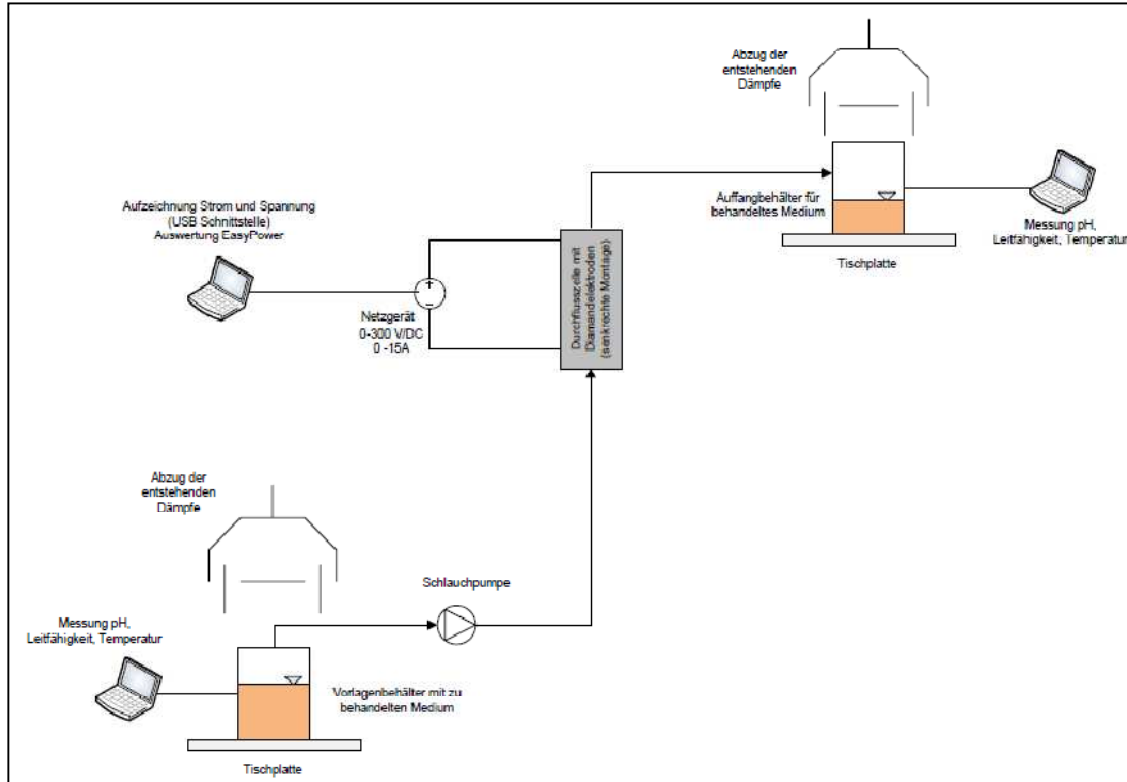 Abzug der
entstehenden
Dämpfe
Aufzeichnung Strom und Spannung
(USB Schnittstelle)
Auswertung EasyPower
Auffangbehälter für
behandeltes Medium
Messung pH,
Leitfähigkeit, Temperatur
Tischplatte
+
−
Netzgerät
0-300 V/DC
0 -15A
Durchflusszelle mit
Diamandelektroden
(senkrechte Montage)
Abzug der
entstehenden
Dämpfe
Schlauchpumpe
Messung pH,
Leitfähigkeit, Temperatur
Vorlagenbehälter mit zu
behandelten Medium
Tischplatte